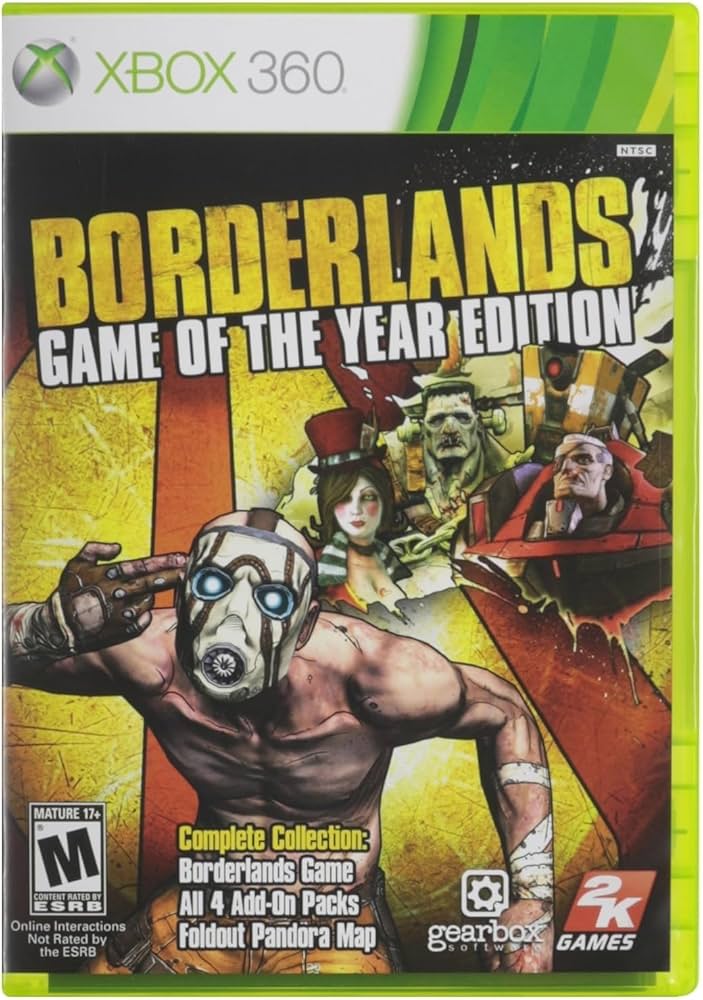 XBOX 360
NTSC
BORDERLANDS
GAME OF THE YEAR EDITION
MATURE 17+
M
CONTENT RATED BY
ESRB
Online Interactions
Not Rated by
the ESRB
Complete Collection:
Borderlands Game
All 4 Add-On Packs
Foldout Pandora Map
gearbox
software
2K
GAMES